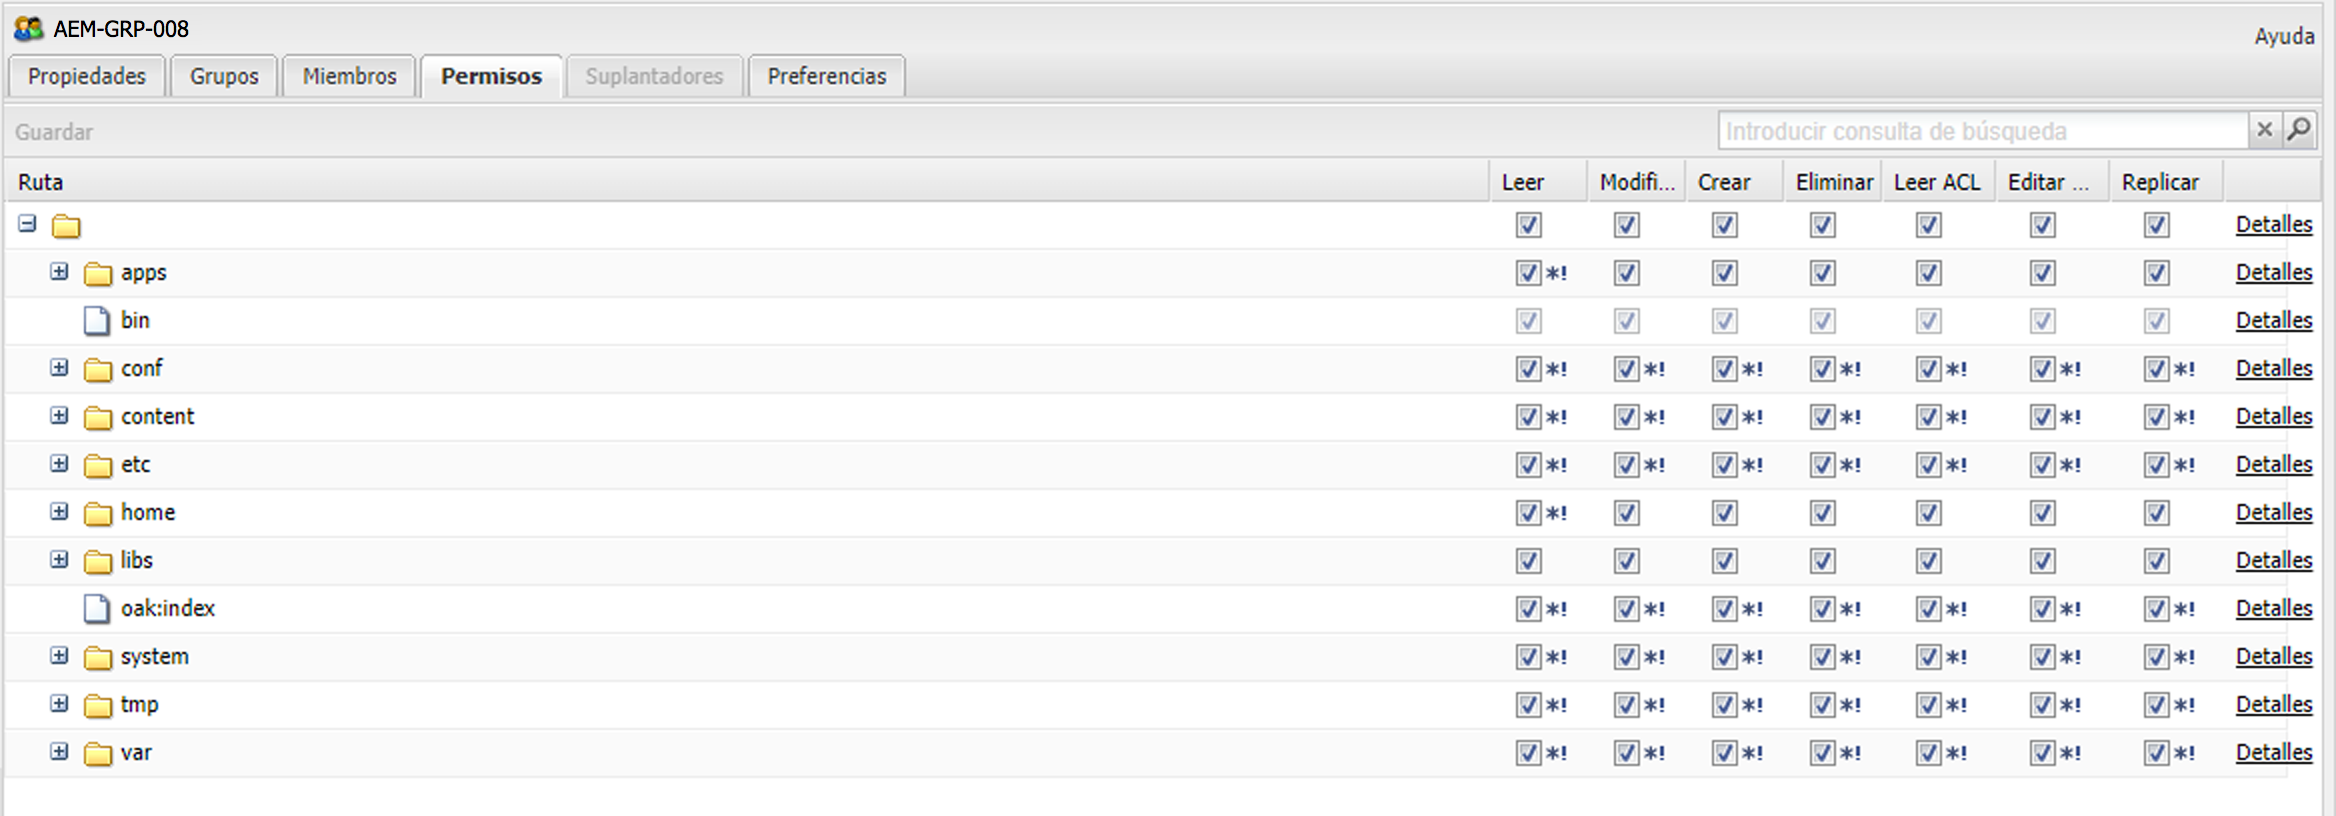 AEM-GRP-008
Ayuda
Propiedades Grupos Miembros Permisos Suplantadores Preferencias
Guardar Introducir consulta de búsqueda
Ruta Leer Modifi... Crear Eliminar Leer ACL Editar ... Replicar
Detalles
apps *! Detalles
bin Detalles
conf *! *! *! *! *! *! *! Detalles
content *! *! *! *! *! *! *! Detalles
etc *! *! *! *! *! *! *! Detalles
home *! Detalles
libs Detalles
oak:index *! *! *! *! *! *! *! Detalles
system *! *! *! *! *! *! *! Detalles
tmp *! *! *! *! *! *! *! Detalles
var *! *! *! *! *! *! *! Detalles